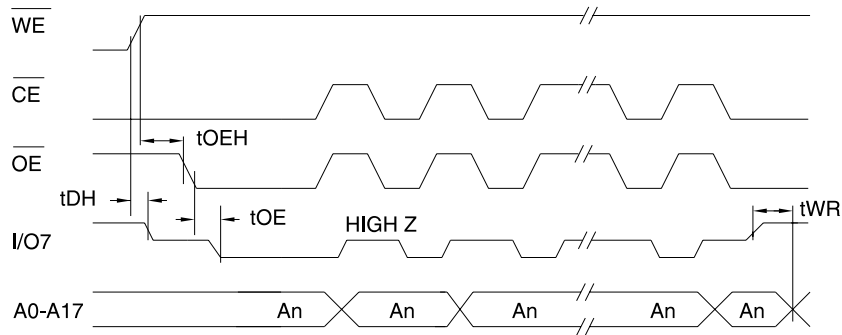 WE
CE
tOEH
OE
tDH
tOE
HIGH Z
tWR
I/O7
A0-A17 An An An An An